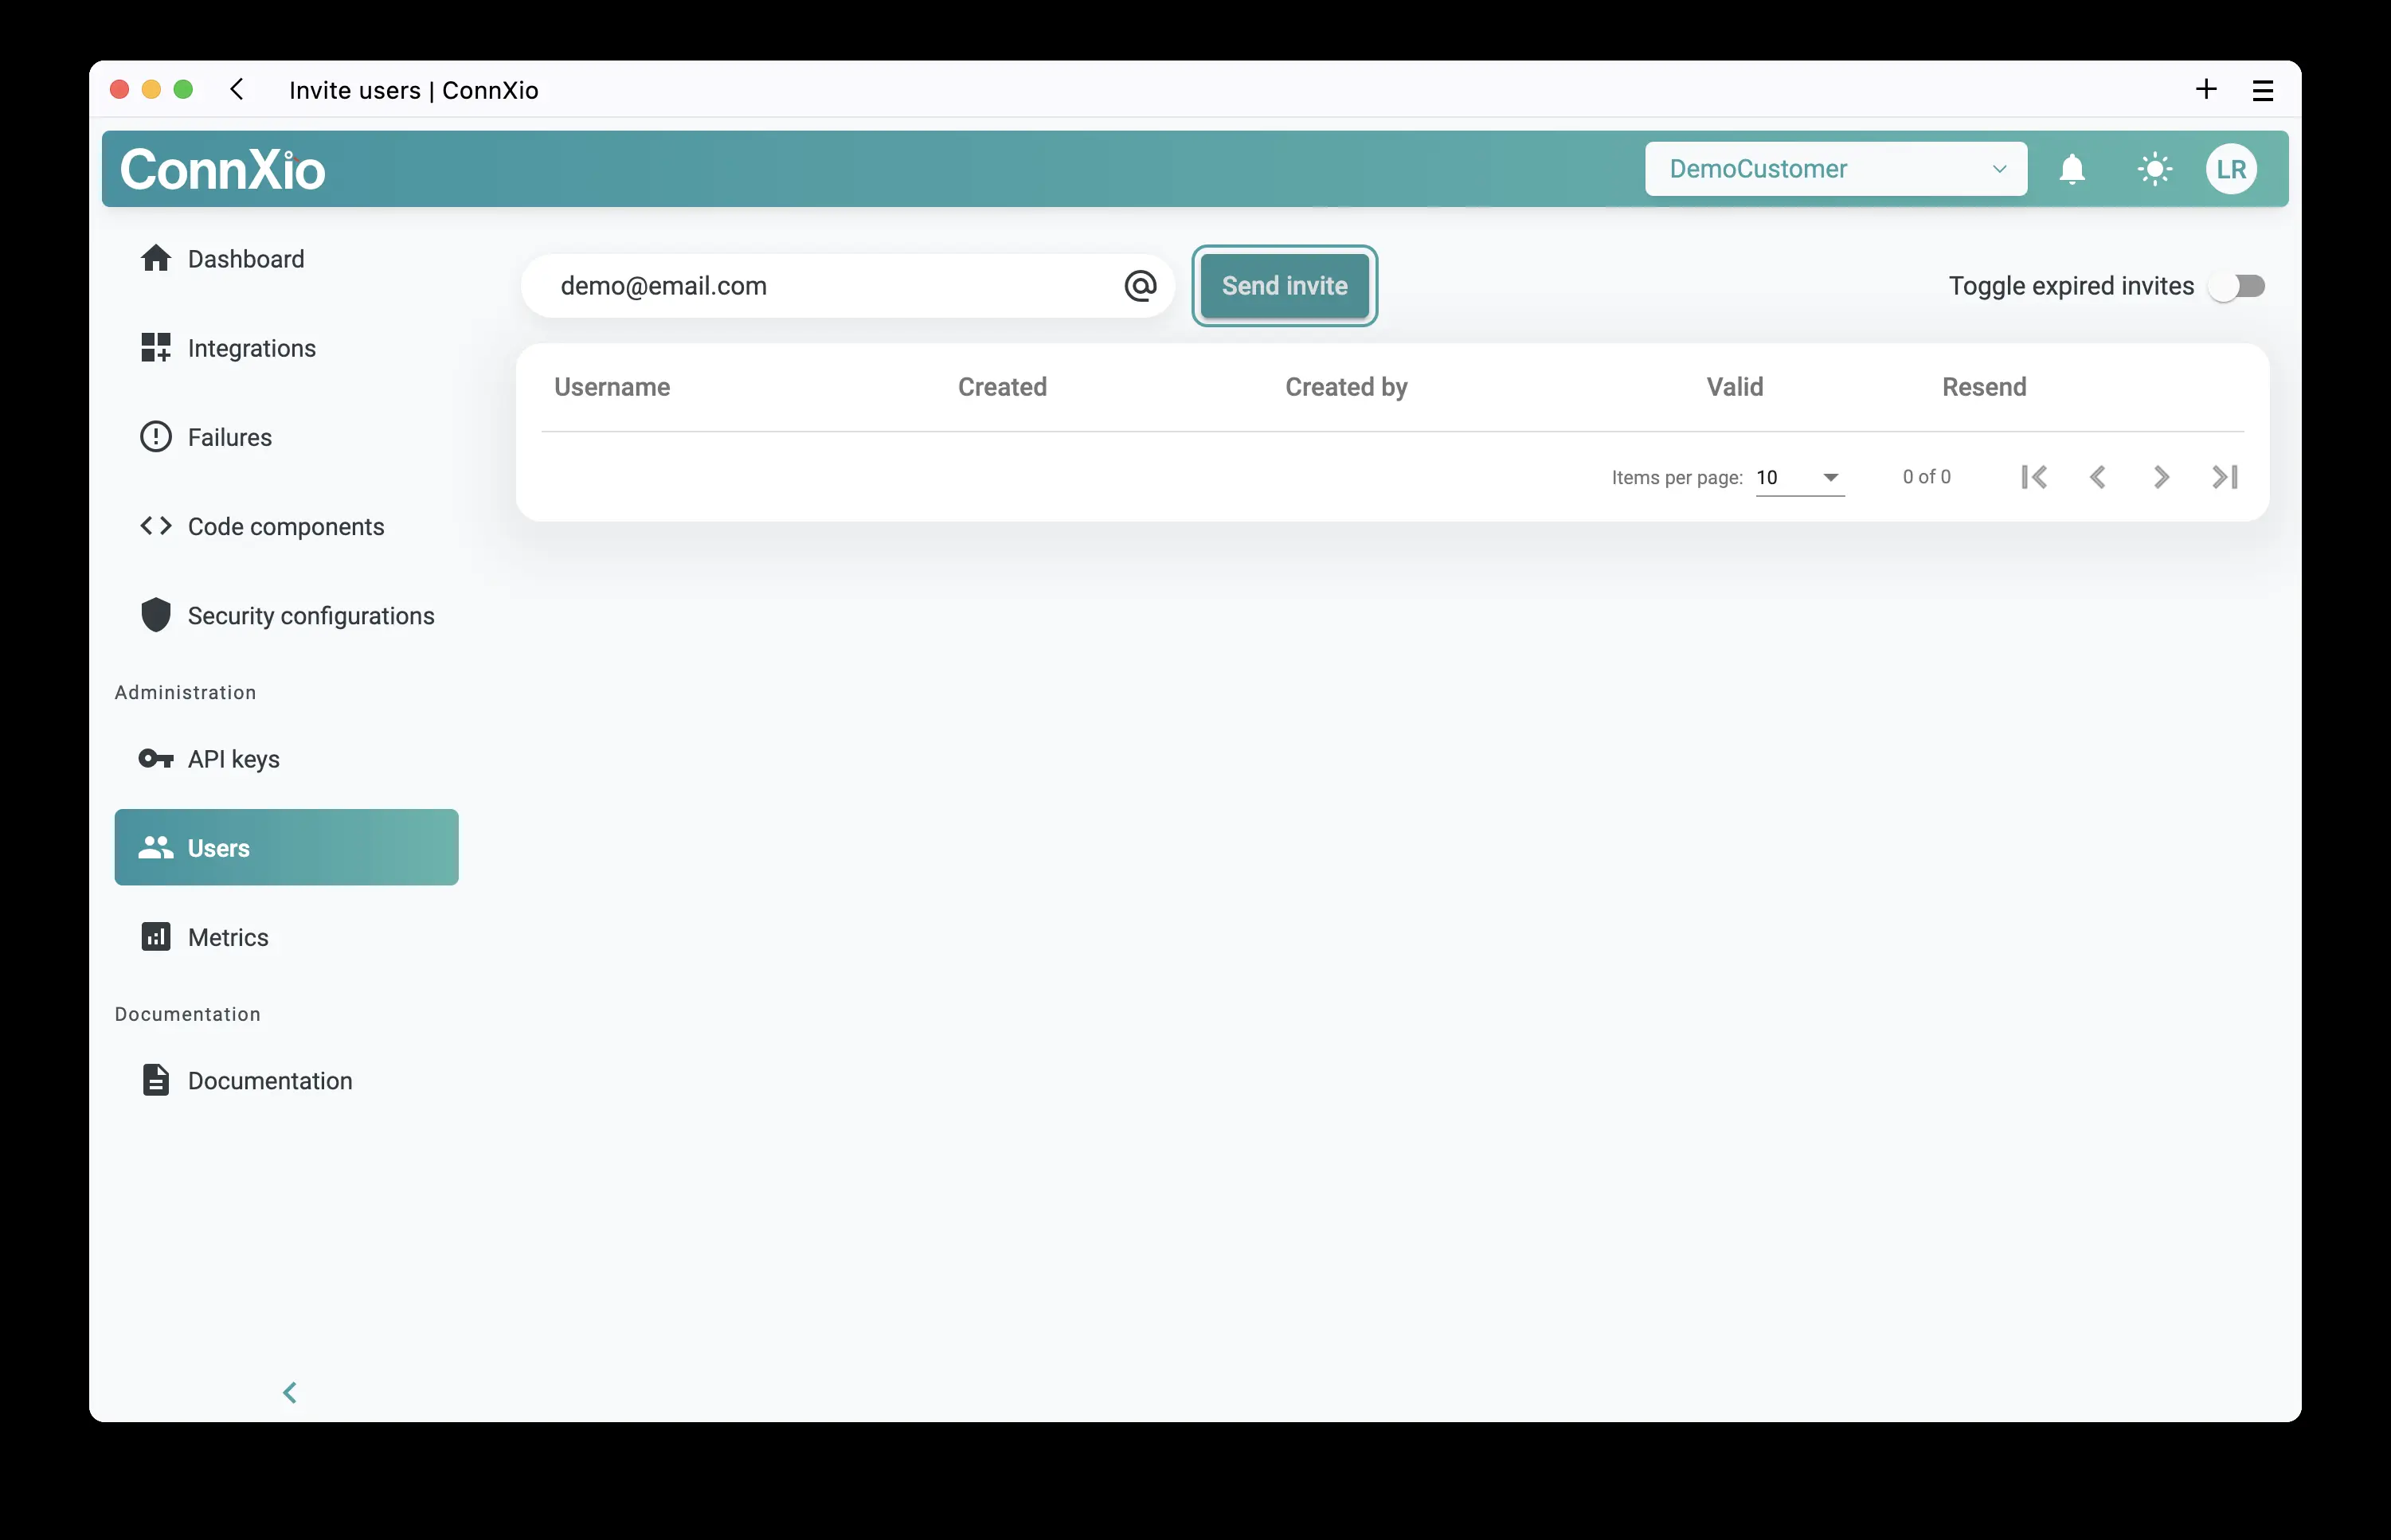 Invite users | ConnXio
ConnXio
DemoCustomer
LR
Dashboard
Integrations
Failures
Code components
Security configurations
Administration
API keys
Users
Metrics
Documentation
Documentation
demo@email.com
Send invite
Toggle expired invites
Username Created Created by Valid Resend
Items per page: 10 0 of 0